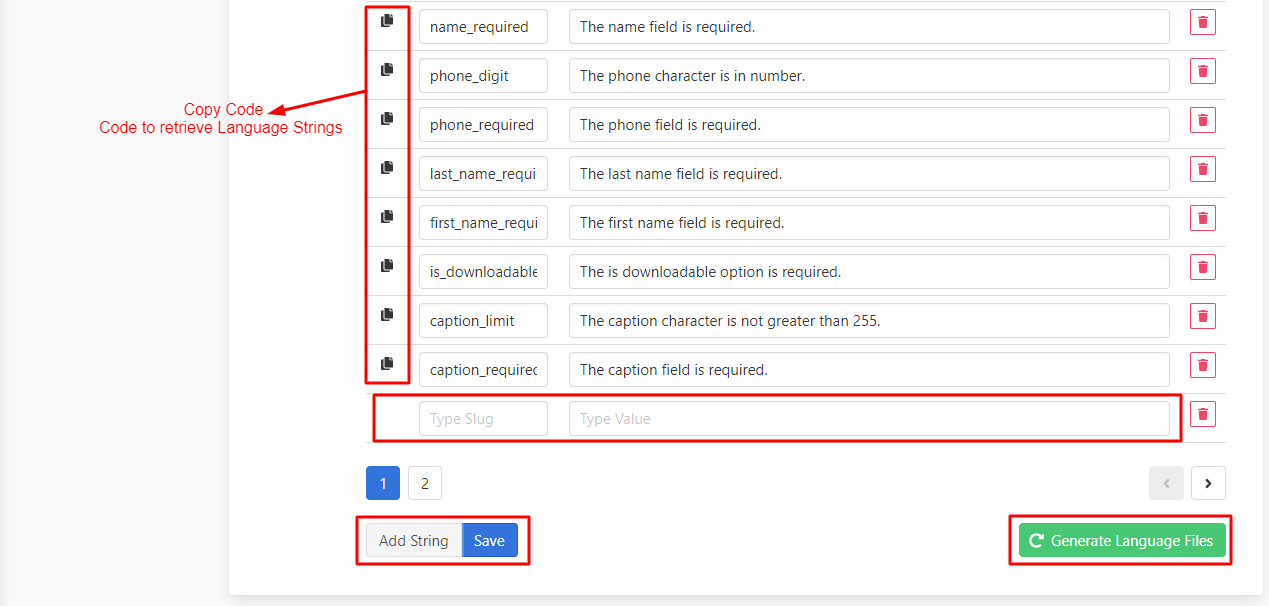 name_required The name field is required.
phone_digit The phone character is in number.
Copy Code
Code to retrieve Language Strings
phone_required The phone field is required.
last_name_requi The last name field is required.
first_name_requi The first name field is required.
is_downloadable The is downloadable option is required.
caption_limit The caption character is not greater than 255.
caption_required The caption field is required.
Type Slug Type Value
1 2
Add String Save Generate Language Files